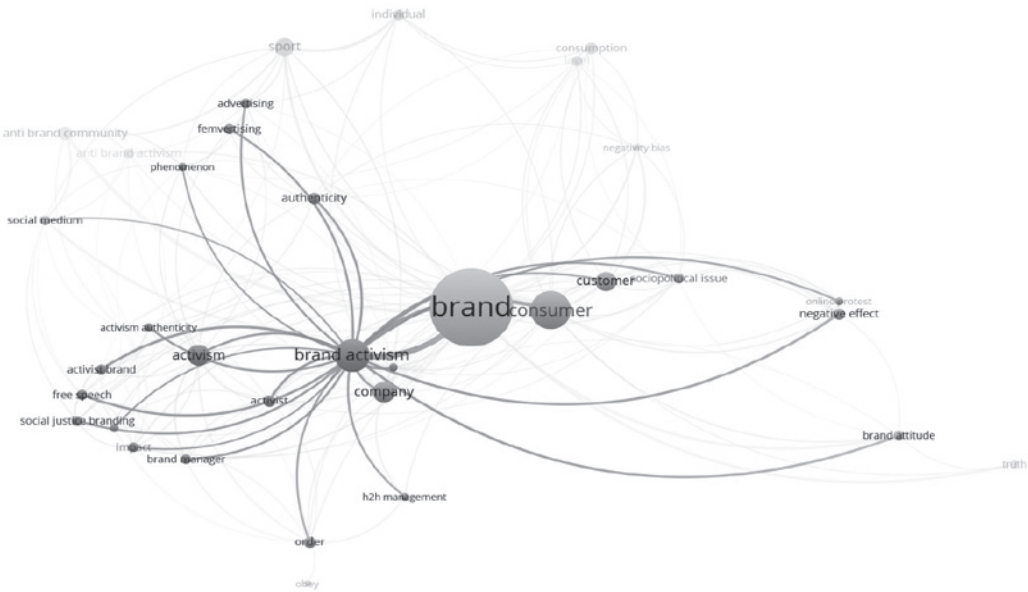 individual
sport
consumption
advertising
femvertising
anti brand community
anti brand activism
negativity bias
phenomenon
authenticity
social medium
customer
sociopolitical issue
online protest
brand
consumer
negative effect
activism authenticity
activism
brand activism
activist brand
company
free speech
activist
social justice branding
brand attitude
impact
brand manager
truth
h2h management
order
obey